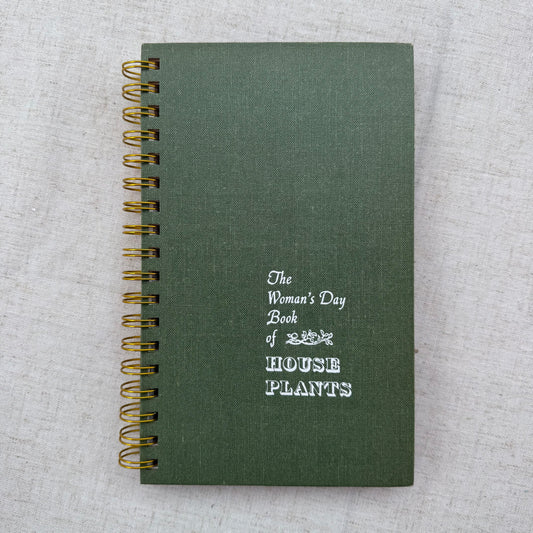 The
Woman's Day
Book
of
HOUSE
PLANTS